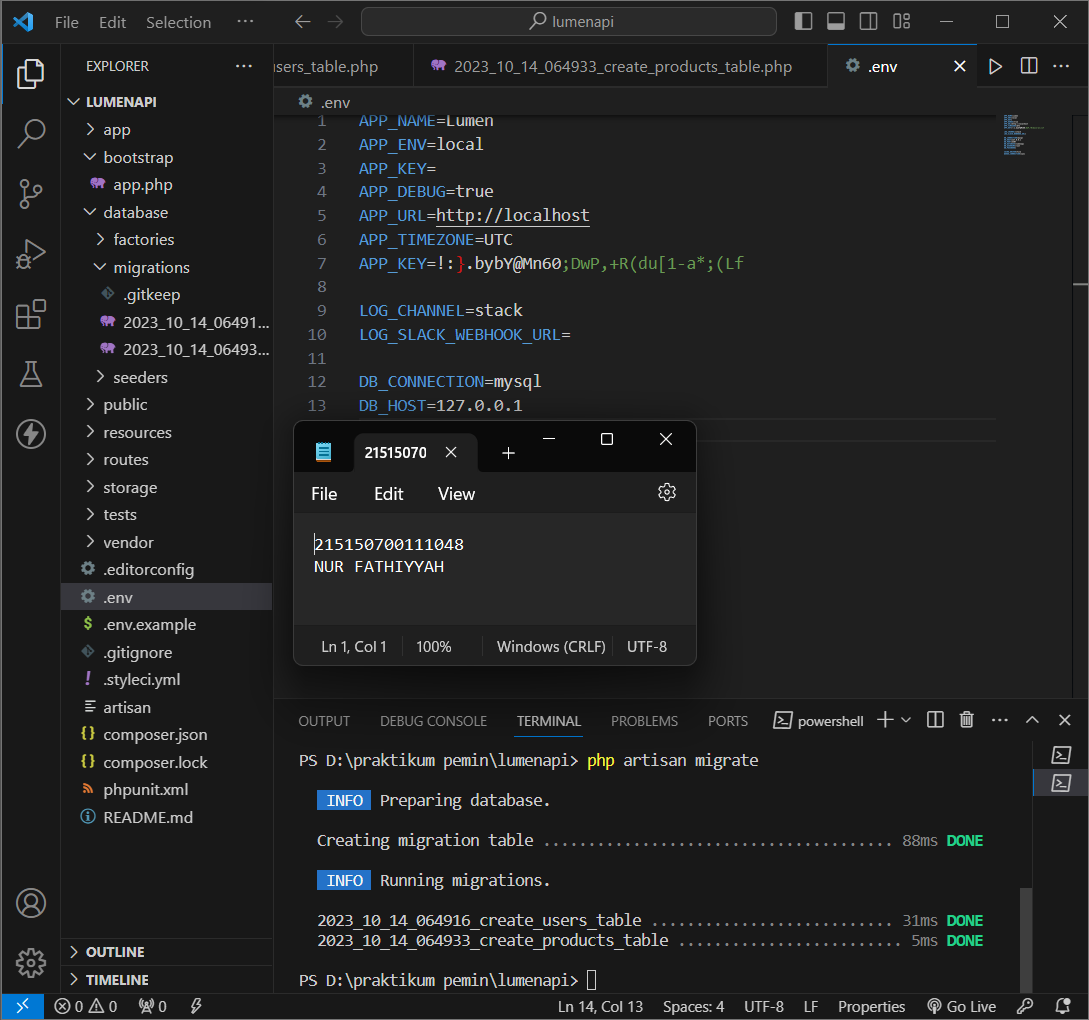 File Edit Selection ··· lumenapi
EXPLORER ···
users_table.php 2023_10_14_064933_create_products_table.php .env
LUMENAPI
app
bootstrap
app.php
database
factories
migrations
.gitkeep
2023_10_14_06491...
2023_10_14_06493...
seeders
public
resources
routes
storage
tests
vendor
.editorconfig
.env
.env.example
.gitignore
.styleci.yml
artisan
composer.json
composer.lock
phpunit.xml
README.md
OUTLINE
TIMELINE
.env
1 APP_NAME=Lumen
2 APP_ENV=local
3 APP_KEY=
4 APP_DEBUG=true
5 APP_URL=http://localhost
6 APP_TIMEZONE=UTC
7 APP_KEY=!:}.bybY@Mn60;DwP,+R(du[1-a*;(Lf
8
9 LOG_CHANNEL=stack
10 LOG_SLACK_WEBHOOK_URL=
11
12 DB_CONNECTION=mysql
13 DB_HOST=127.0.0.1
21515070
File Edit View
215150700111048
NUR FATHIYYAH
Ln 1, Col 1 100% Windows (CRLF) UTF-8
OUTPUT DEBUG CONSOLE TERMINAL PROBLEMS PORTS powershell ···
PS D:\praktikum pemin\lumenapi> php artisan migrate
INFO Preparing database.
Creating migration table ....................................... 88ms DONE
INFO Running migrations.
2023_10_14_064916_create_users_table ........................... 31ms DONE
2023_10_14_064933_create_products_table ......................... 5ms DONE
PS D:\praktikum pemin\lumenapi>
0 0 0 Ln 14, Col 13 Spaces: 4 UTF-8 LF Properties Go Live